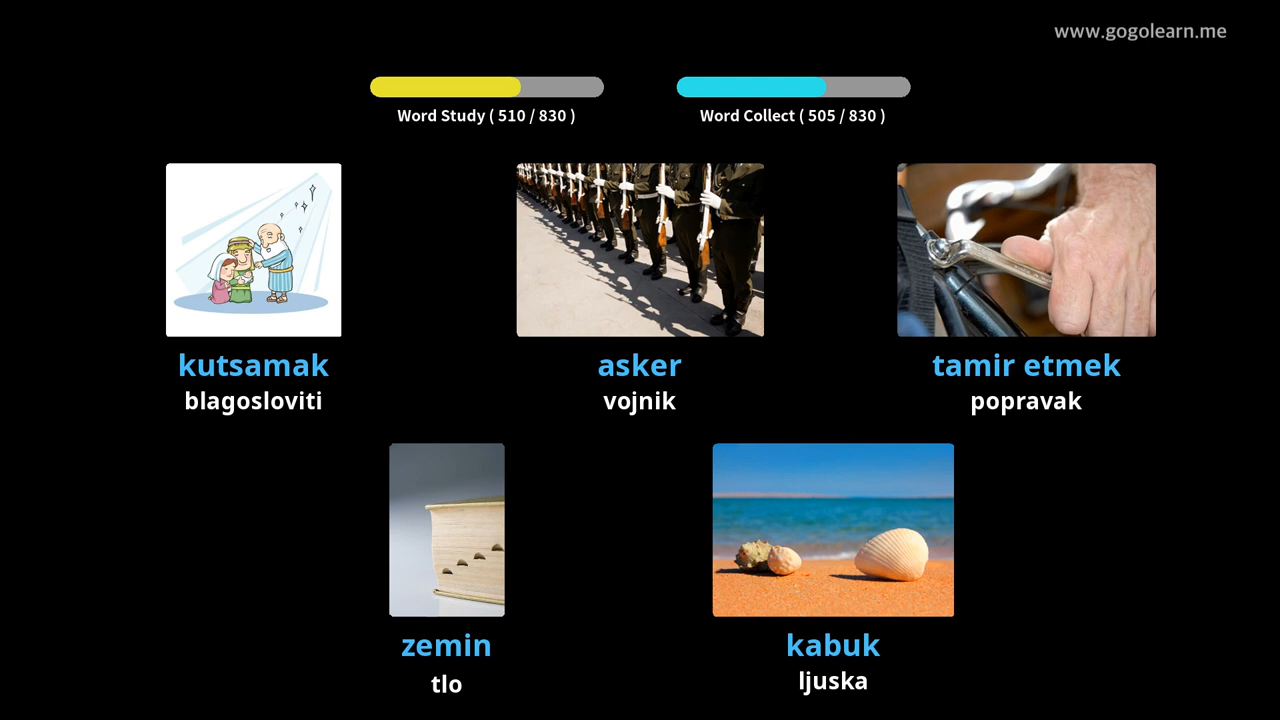 www.gogolearn.me
Word Study ( 510 / 830 )
Word Collect ( 505 / 830 )
kutsamak
blagosloviti
asker
vojnik
tamir etmek
popravak
zemin
tlo
kabuk
ljuska